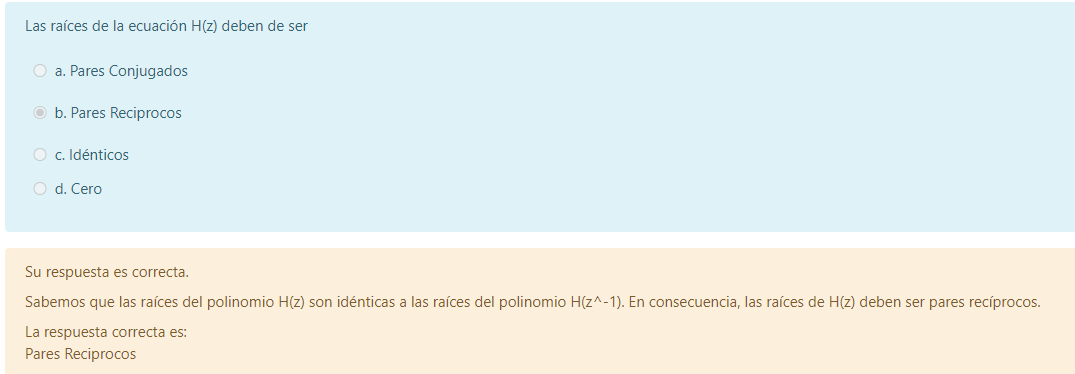 Las raíces de la ecuación H(z) deben de ser
a. Pares Conjugados
b. Pares Reciprocos
c. Idénticos
d. Cero
Su respuesta es correcta.
Sabemos que las raíces del polinomio H(z) son idénticas a las raíces del polinomio H(z^-1). En consecuencia, las raíces de H(z) deben ser pares recíprocos.
La respuesta correcta es:
Pares Reciprocos